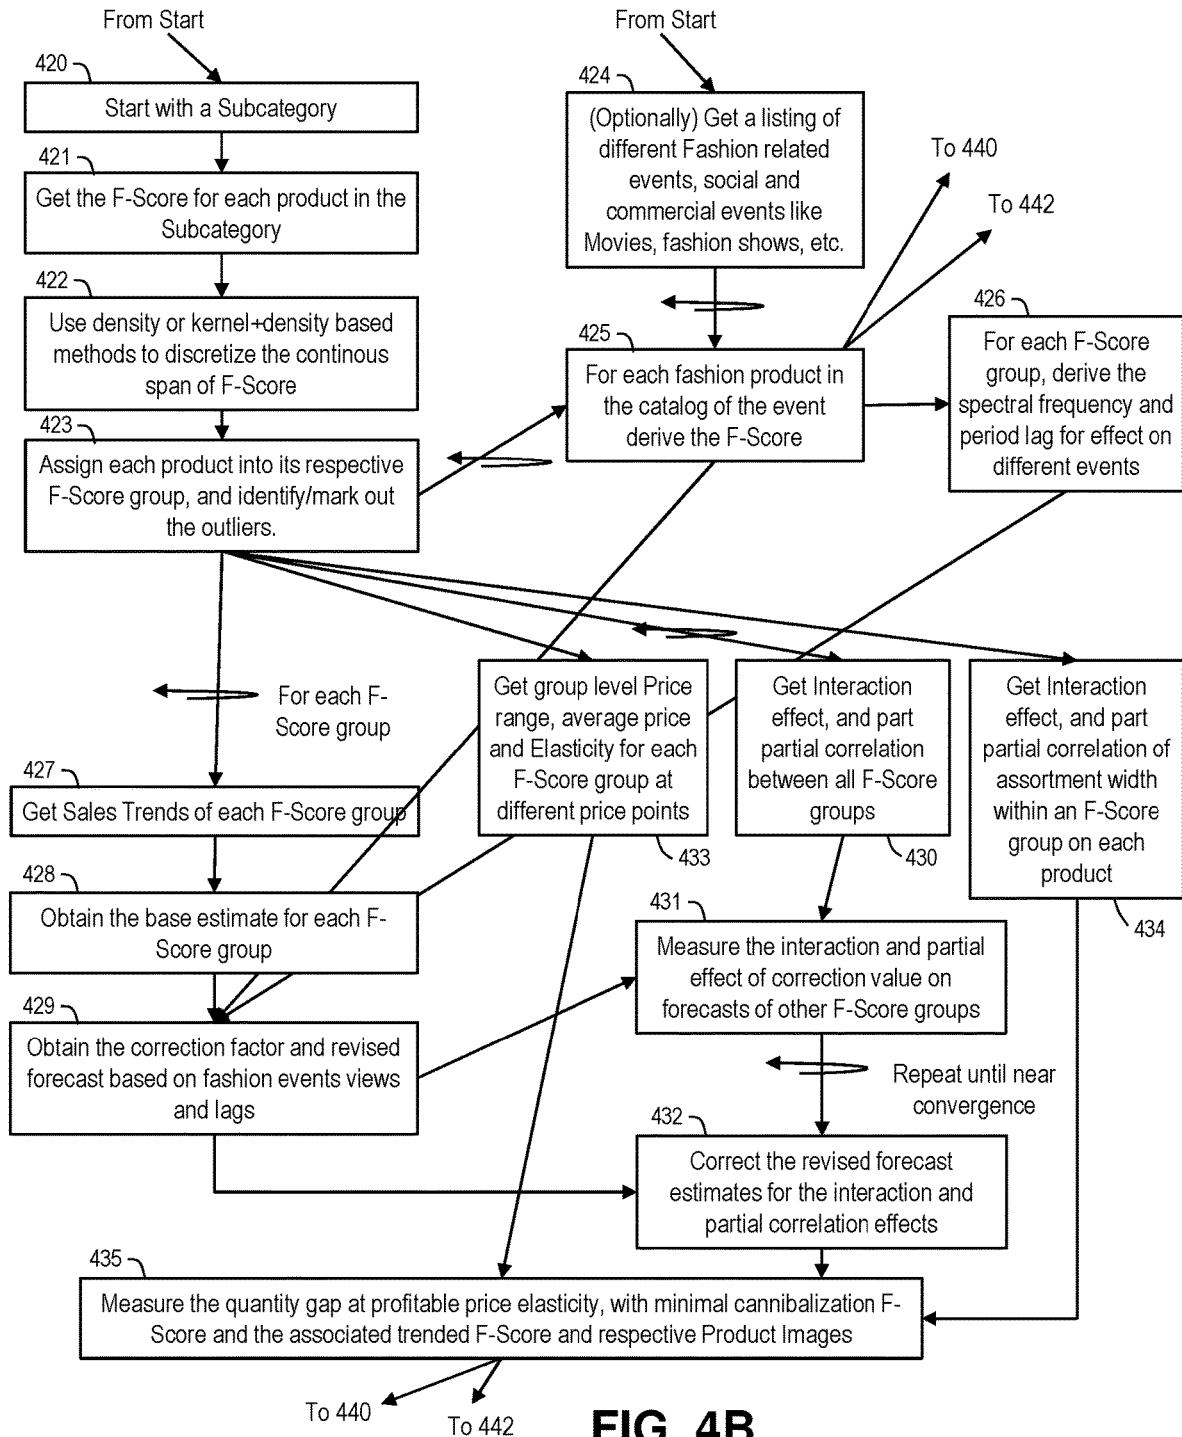 From Start
420
Start with a Subcategory
421
Get the F-Score for each product in the
Subcategory
422
Use density or kernel+density based
methods to discretize the continous
span of F-Score
423
Assign each product into its respective
F-Score group, and identify/mark out
the outliers.
From Start
424
(Optionally) Get a listing of
different Fashion related
events, social and
commercial events like
Movies, fashion shows, etc.
425
For each fashion product in
the catalog of the event
derive the F-Score
To 440
To 442
426
For each F-Score
group, derive the
spectral frequency and
period lag for effect on
different events
For each F-
Score group
427
Get Sales Trends of each F-Score group
428
Obtain the base estimate for each F-
Score group
429
Obtain the correction factor and revised
forecast based on fashion events views
and lags
Get group level Price
range, average price
and Elasticity for each
F-Score group at
different price points
433
Get Interaction
effect, and part
partial correlation
between all F-Score
groups
430
Get Interaction
effect, and part
partial correlation of
assortment width
within an F-Score
group on each
product
434
431
Measure the interaction and partial
effect of correction value on
forecasts of other F-Score groups
Repeat until near
convergence
432
Correct the revised forecast
estimates for the interaction and
partial correlation effects
435
Measure the quantity gap at profitable price elasticity, with minimal cannibalization F-
Score and the associated trended F-Score and respective Product Images
To 440
To 442
FIG. 4B